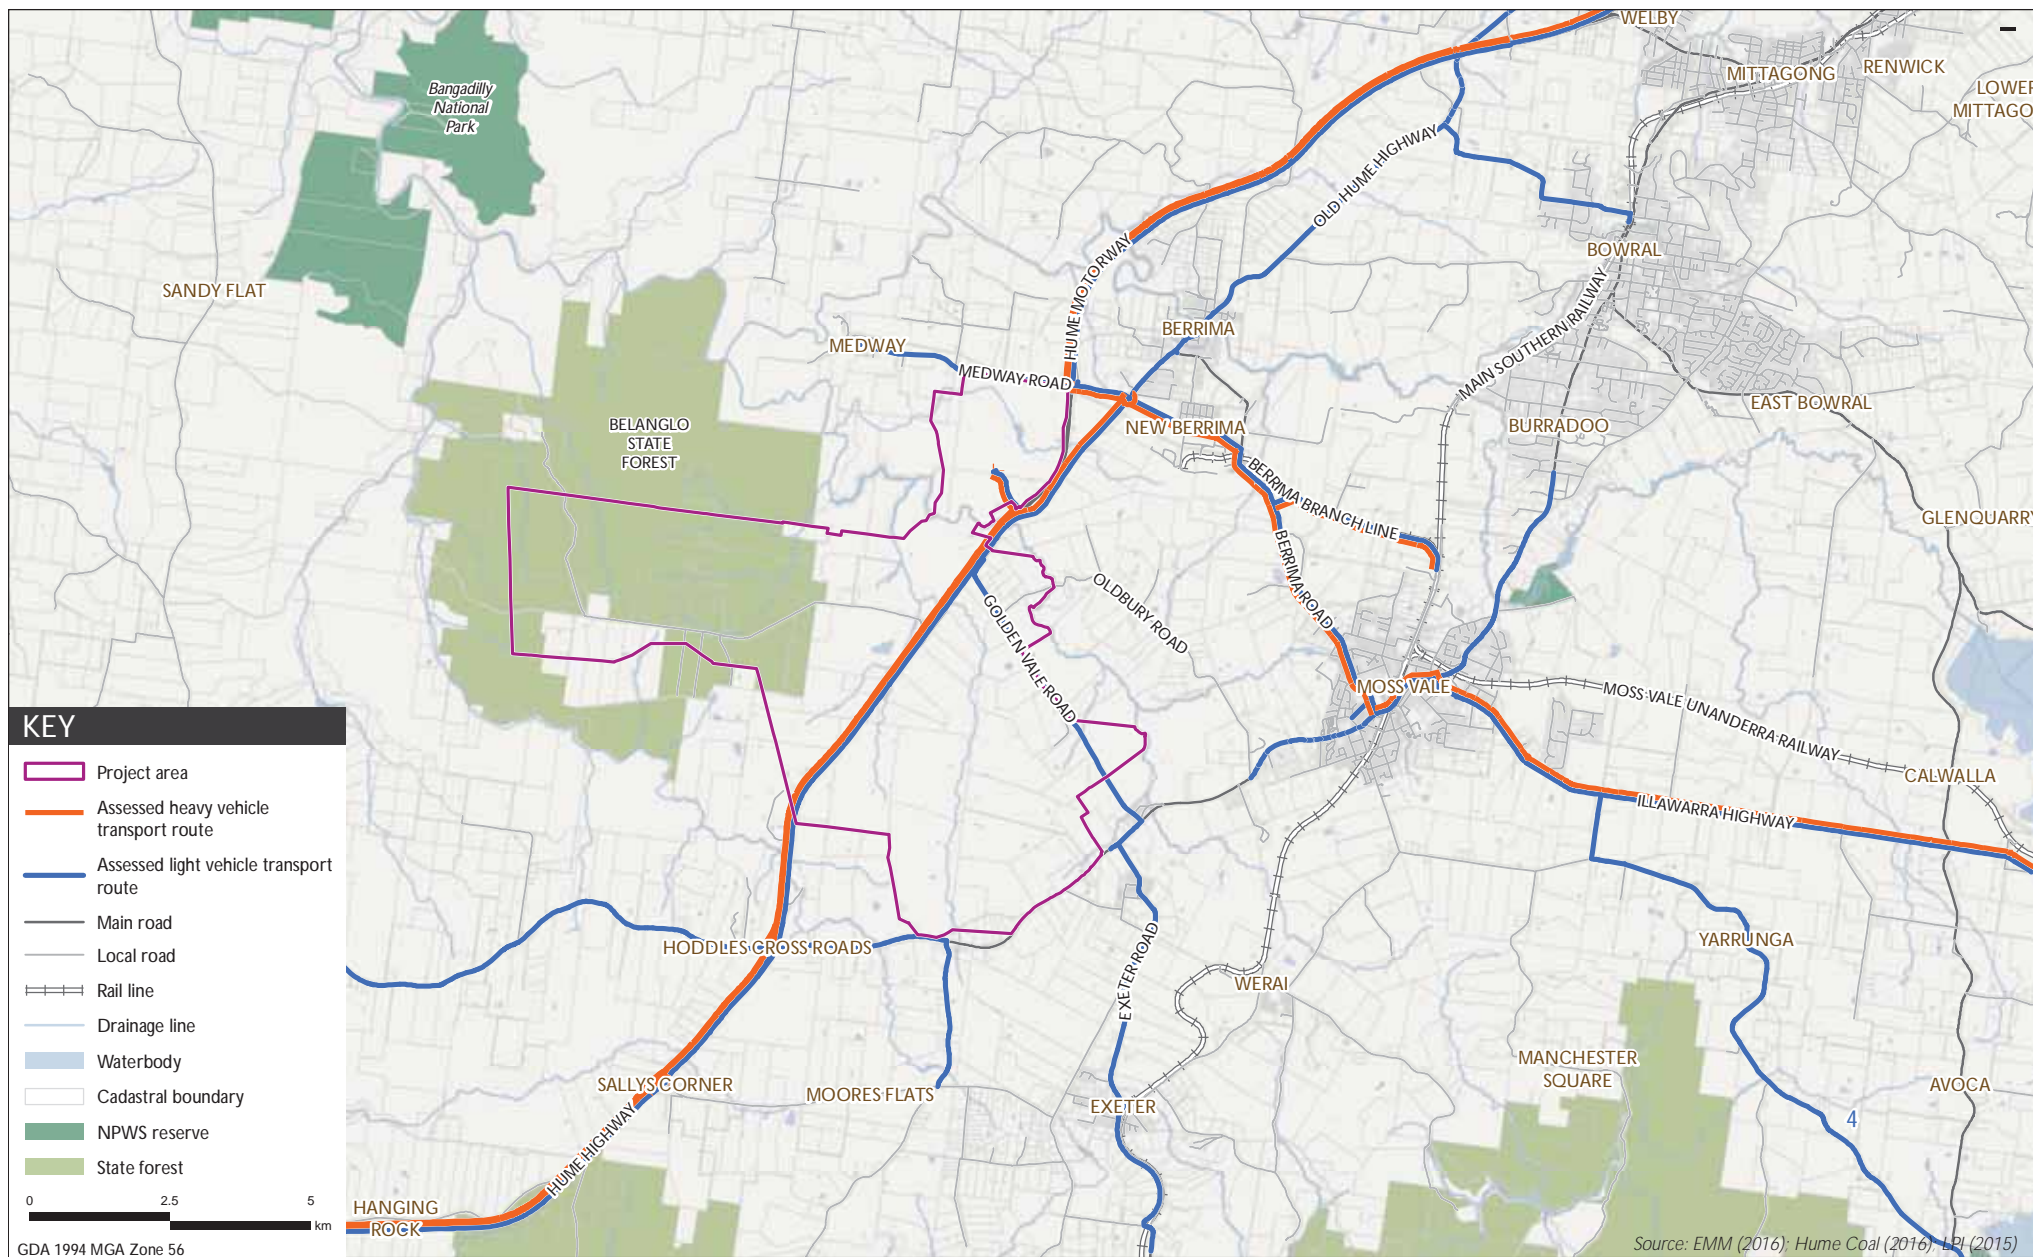 WELBY
MITTAGONG
RENWICK
LOWER
MITTAGO
Bangadilly
National
Park
OLD HUME HIGHWAY
BOWRAL
HUME MOTORWAY
SANDY FLAT
BERRIMA
MEDWAY
MEDWAY ROAD
MAIN SOUTHERN RAILWAY
EAST BOWRAL
BELANGLO
STATE
FOREST
NEW BERRIMA
BURRADOO
BERRIMA BRANCH LINE
GLENQUARRY
BERRIMA ROAD
OLDBURY ROAD
GOLDEN VALE ROAD
MOSS VALE
MOSS VALE UNANDERRA RAILWAY
CALWALLA
ILLAWARRA HIGHWAY
HODDLES CROSS ROADS
YARRUNGA
EXETER ROAD
WERAI
MANCHESTER
SQUARE
SALLYS CORNER
MOORES FLATS
EXETER
AVOCA
4
HUME HIGHWAY
HANGING
ROCK
KEY
Project area
Assessed heavy vehicle
transport route
Assessed light vehicle transport
route
Main road
Local road
Rail line
Drainage line
Waterbody
Cadastral boundary
NPWS reserve
State forest
0 2.5 5
km
GDA 1994 MGA Zone 56
Source: EMM (2016); Hume Coal (2016); LPI (2015)